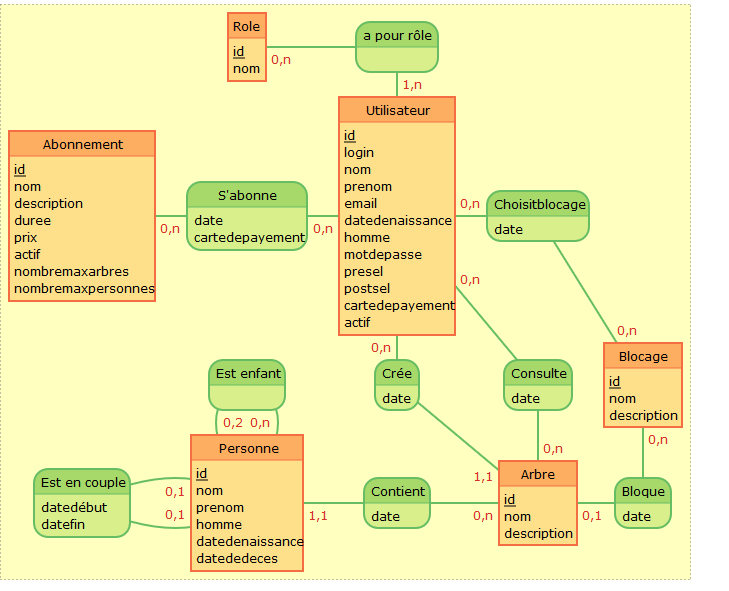 Role
id
nom
0,n
a pour rôle
1,n
Utilisateur
id
login
nom
prenom
email
datedenaissance
homme
motdepasse
presel
postsel
cartedepayement
actif
Abonnement
id
nom
description
duree
prix
actif
nombremaxarbres
nombremaxpersonnes
0,n
S'abonne
date
cartedepayement
0,n
0,n
Choisitblocage
date
0,n
0,n
0,n
Blocage
id
nom
description
0,n
Est enfant
0,2 0,n
Crée
date
Consulte
date
0,n
1,1
Personne
id
nom
prenom
homme
datedenaissance
datededeces
Est en couple
datedébut
datefin
0,1
0,1
1,1
Contient
date
0,n
Arbre
id
nom
description
0,1
Bloque
date